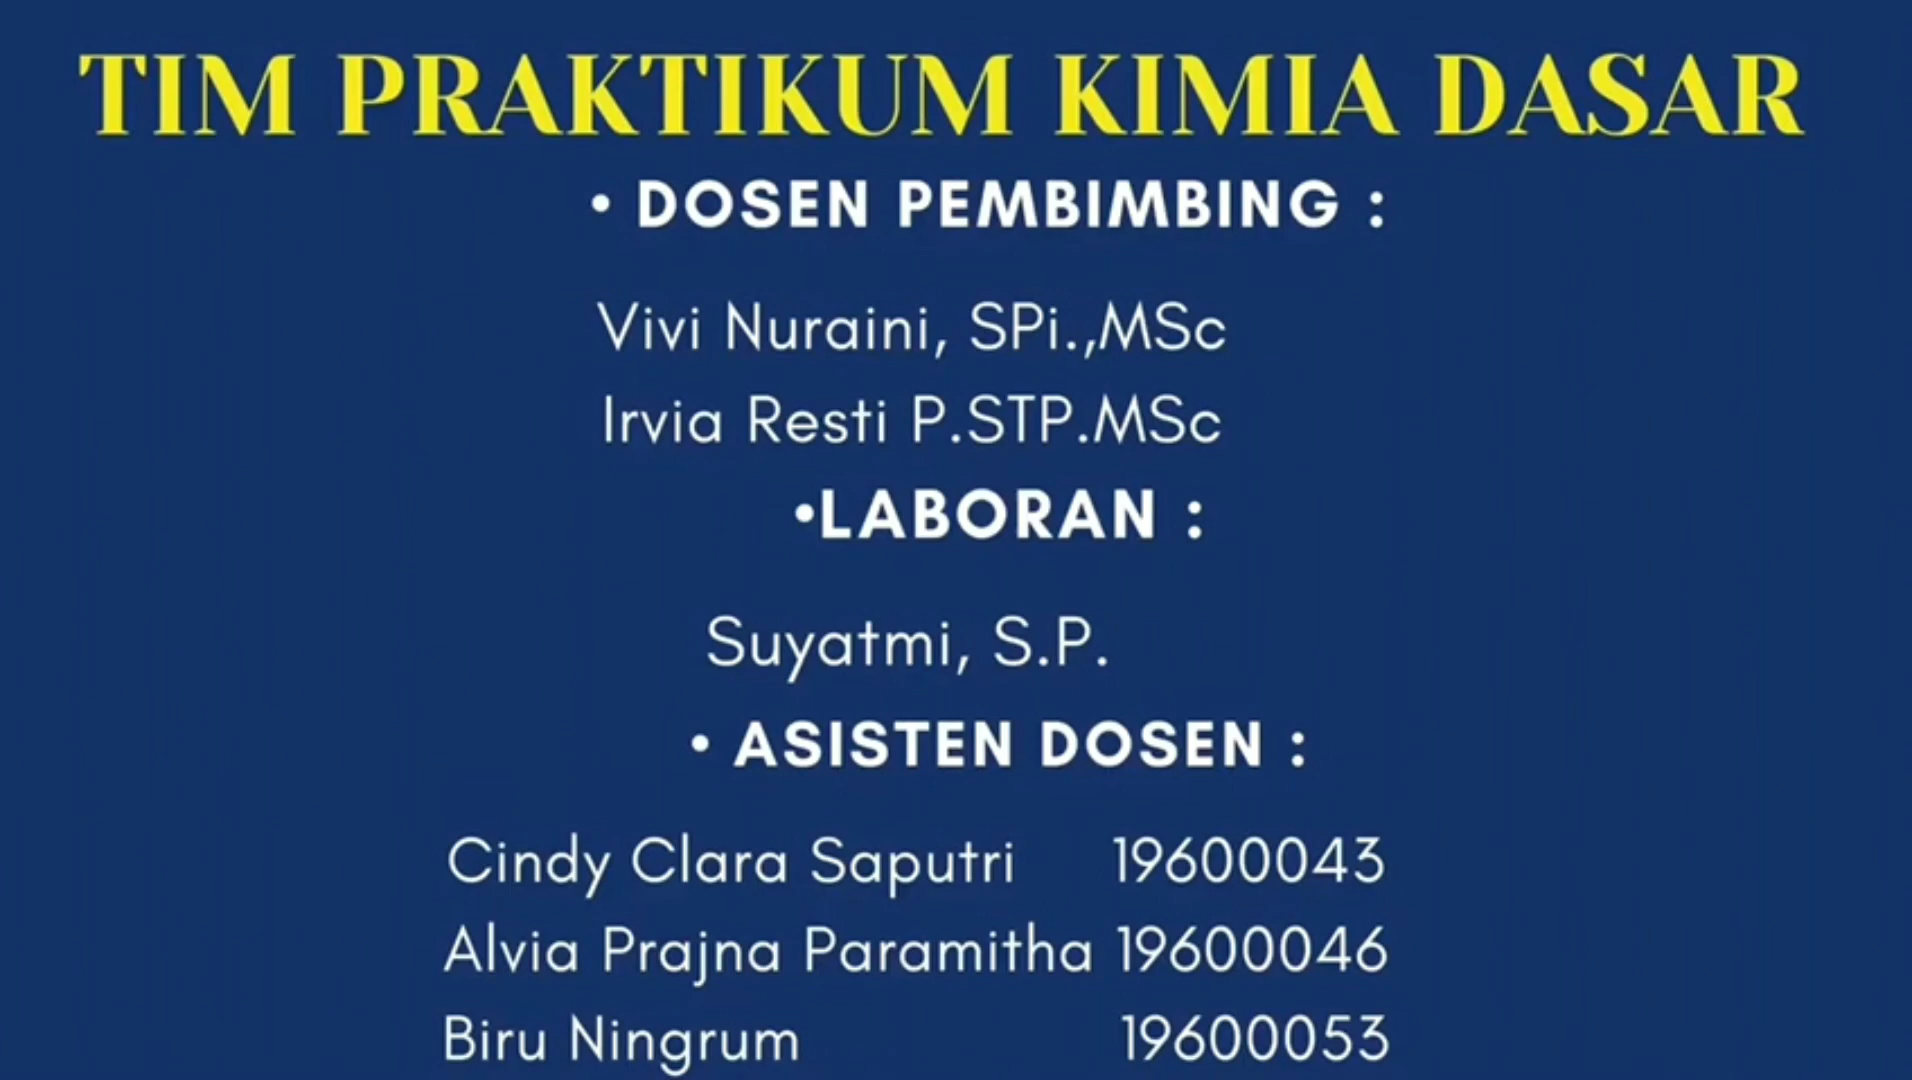 TIM PRAKTIKUM KIMIA DASAR
• DOSEN PEMBIMBING :
Vivi Nuraini, SPi.,MSc
Irvia Resti P.STP.MSc
•LABORAN :
Suyatmi, S.P.
• ASISTEN DOSEN :
Cindy Clara Saputri 19600043
Alvia Prajna Paramitha 19600046
Biru Ningrum 19600053